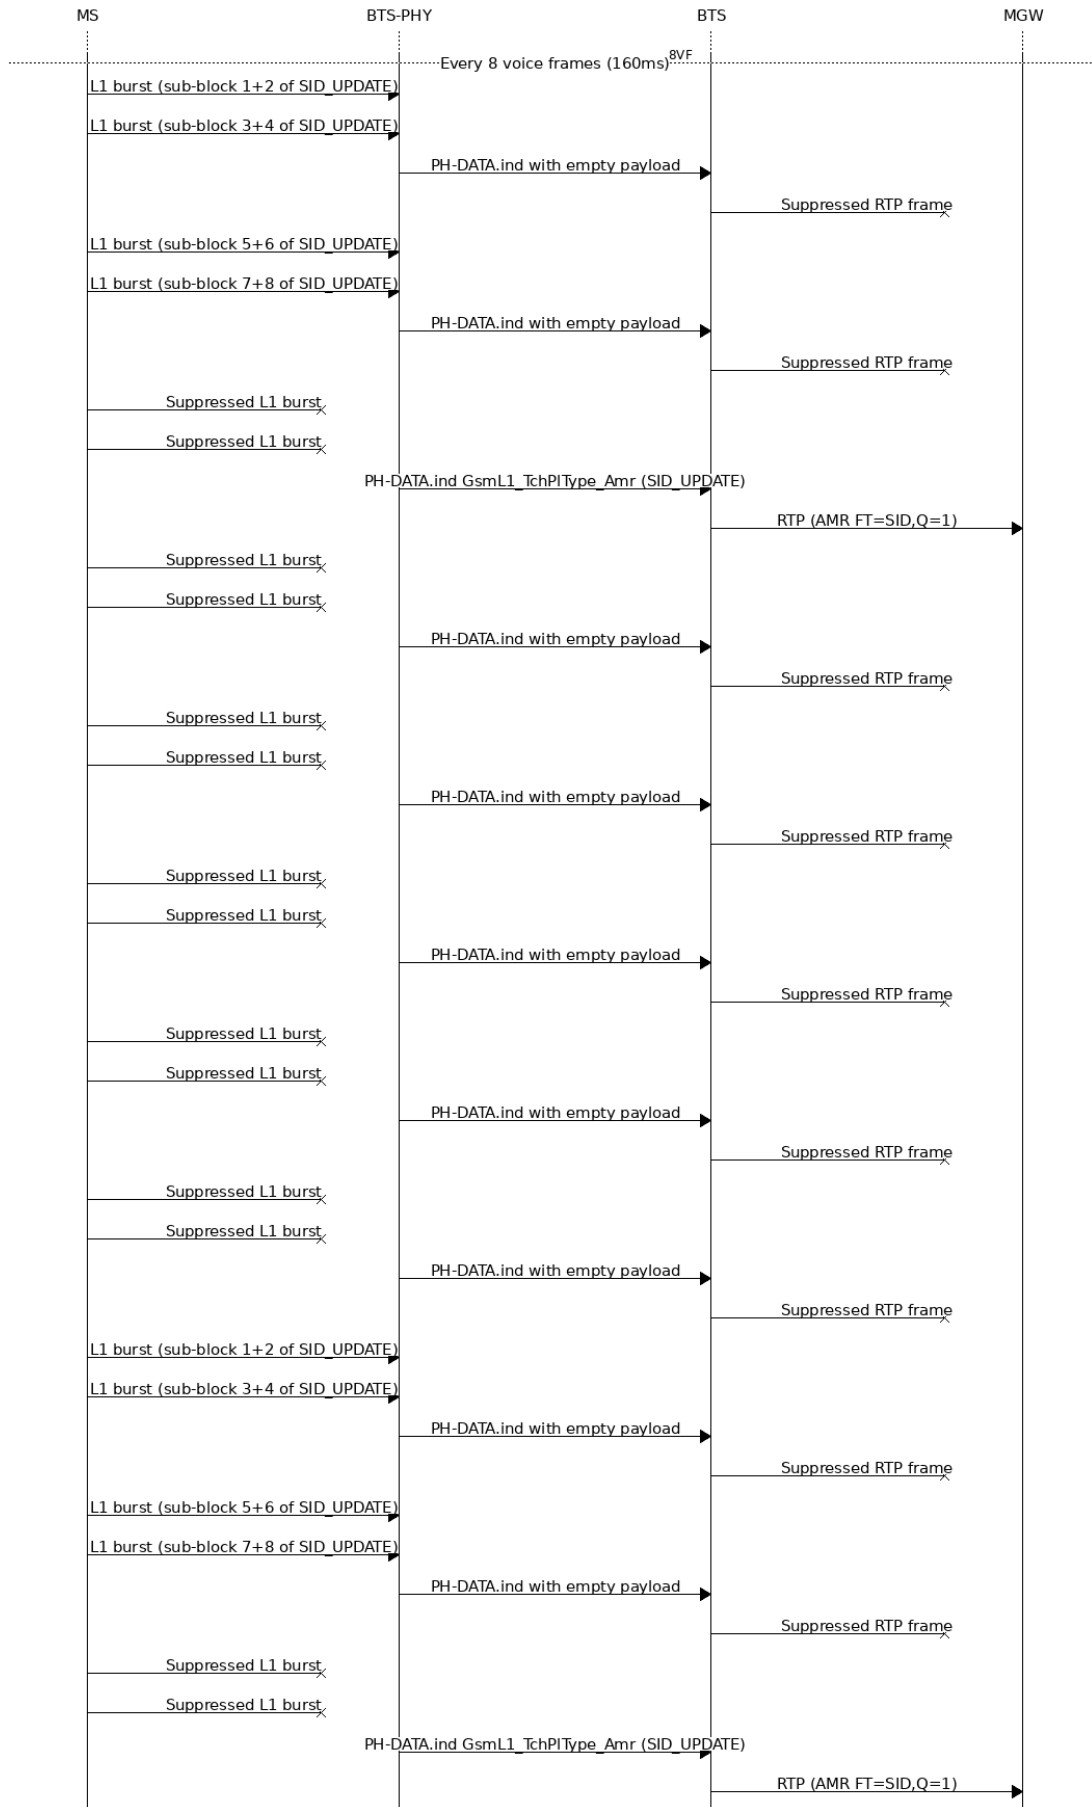 MS BTS-PHY BTS MGW
Every 8 voice frames (160ms) 8VF
L1 burst (sub-block 1+2 of SID_UPDATE)
L1 burst (sub-block 3+4 of SID_UPDATE)
PH-DATA.ind with empty payload
Suppressed RTP frame
L1 burst (sub-block 5+6 of SID_UPDATE)
L1 burst (sub-block 7+8 of SID_UPDATE)
PH-DATA.ind with empty payload
Suppressed RTP frame
Suppressed L1 burst
Suppressed L1 burst
PH-DATA.ind GsmL1_TchPlType_Amr (SID_UPDATE)
RTP (AMR FT=SID,Q=1)
Suppressed L1 burst
Suppressed L1 burst
PH-DATA.ind with empty payload
Suppressed RTP frame
Suppressed L1 burst
Suppressed L1 burst
PH-DATA.ind with empty payload
Suppressed RTP frame
Suppressed L1 burst
Suppressed L1 burst
PH-DATA.ind with empty payload
Suppressed RTP frame
Suppressed L1 burst
Suppressed L1 burst
PH-DATA.ind with empty payload
Suppressed RTP frame
Suppressed L1 burst
Suppressed L1 burst
PH-DATA.ind with empty payload
Suppressed RTP frame
L1 burst (sub-block 1+2 of SID_UPDATE)
L1 burst (sub-block 3+4 of SID_UPDATE)
PH-DATA.ind with empty payload
Suppressed RTP frame
L1 burst (sub-block 5+6 of SID_UPDATE)
L1 burst (sub-block 7+8 of SID_UPDATE)
PH-DATA.ind with empty payload
Suppressed RTP frame
Suppressed L1 burst
Suppressed L1 burst
PH-DATA.ind GsmL1_TchPlType_Amr (SID_UPDATE)
RTP (AMR FT=SID,Q=1)